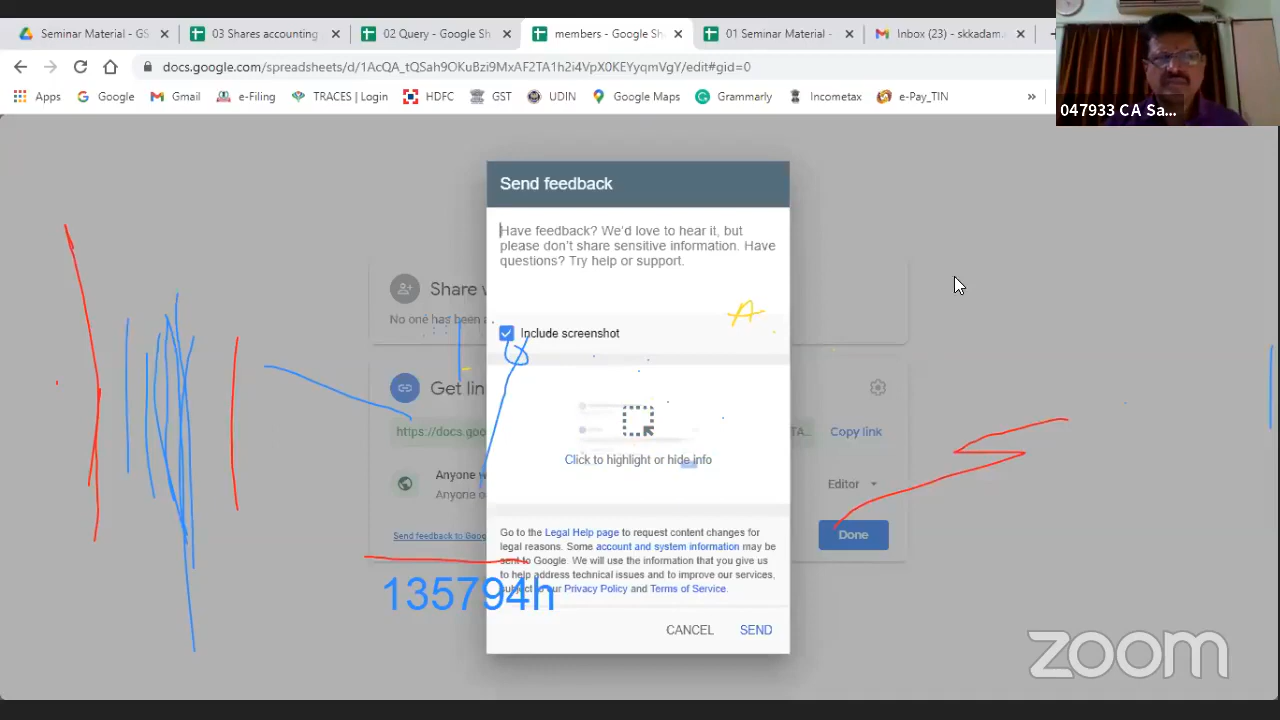 Seminar Material - GS
03 Shares accounting
02 Query - Google Sh
members - Google Sh
01 Seminar Material -
Inbox (23) - skkadam.
docs.google.com/spreadsheets/d/1AcQA_tQSah9OKuBzi9MxAF2TA1h2i4VpX0KEYyqmVgY/edit#gid=0
Apps Google Gmail e-Filing TRACES | Login HDFC GST UDIN Google Maps Grammarly Incometax e-Pay_TIN »
047933 CA Sa...
Send feedback
Have feedback? We'd love to hear it, but
please don't share sensitive information. Have
questions? Try help or support.
Share w
No one has been a
A
Include screenshot
Get lin
https://docs.goo
TA... Copy link
Click to highlight or hide info
Anyone w
Anyone o
Editor
Send feedback to Goog
Done
Go to the Legal Help page to request content changes for
legal reasons. Some account and system information may be
sent to Google. We will use the information that you give us
to help address technical issues and to improve our services,
subject to our Privacy Policy and Terms of Service.
135794h
CANCEL SEND
zoom